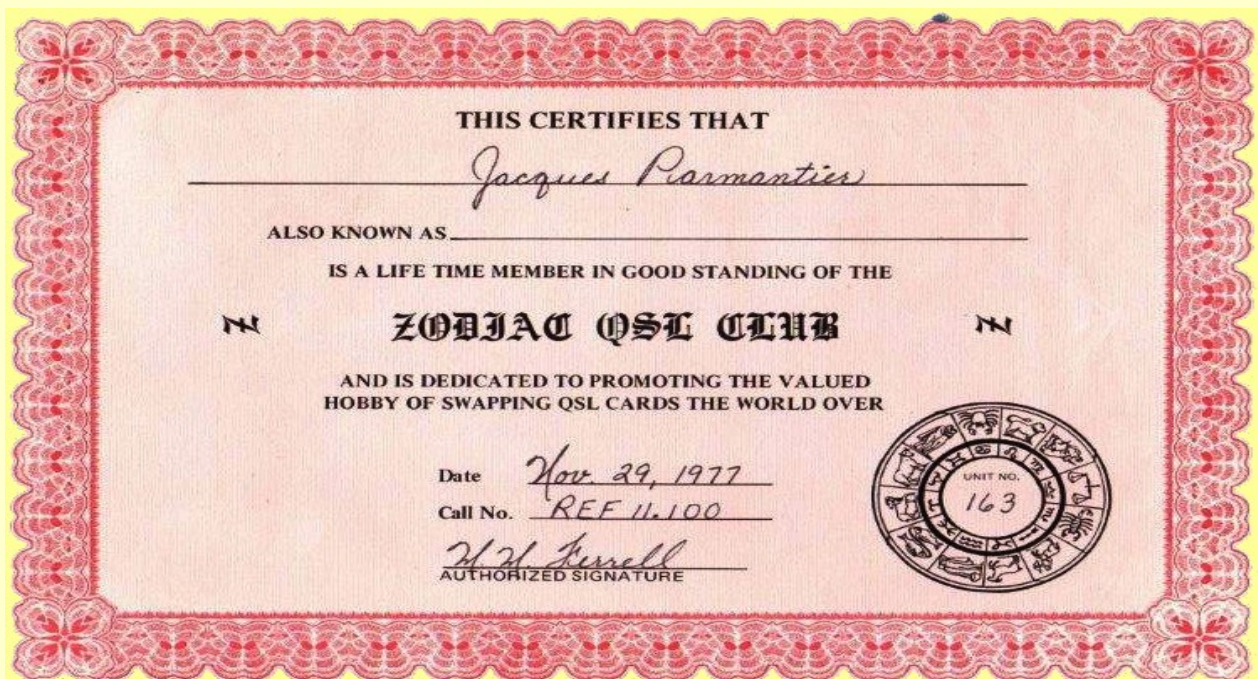 THIS CERTIFIES THAT
Jacques Parmantier
ALSO KNOWN AS
IS A LIFE TIME MEMBER IN GOOD STANDING OF THE
Z ZODIAC QSL CLUB Z
AND IS DEDICATED TO PROMOTING THE VALUED
HOBBY OF SWAPPING QSL CARDS THE WORLD OVER
Date Nov. 29, 1977
Call No. REF 11.100
UNIT NO.
163
Ferrell
AUTHORIZED SIGNATURE